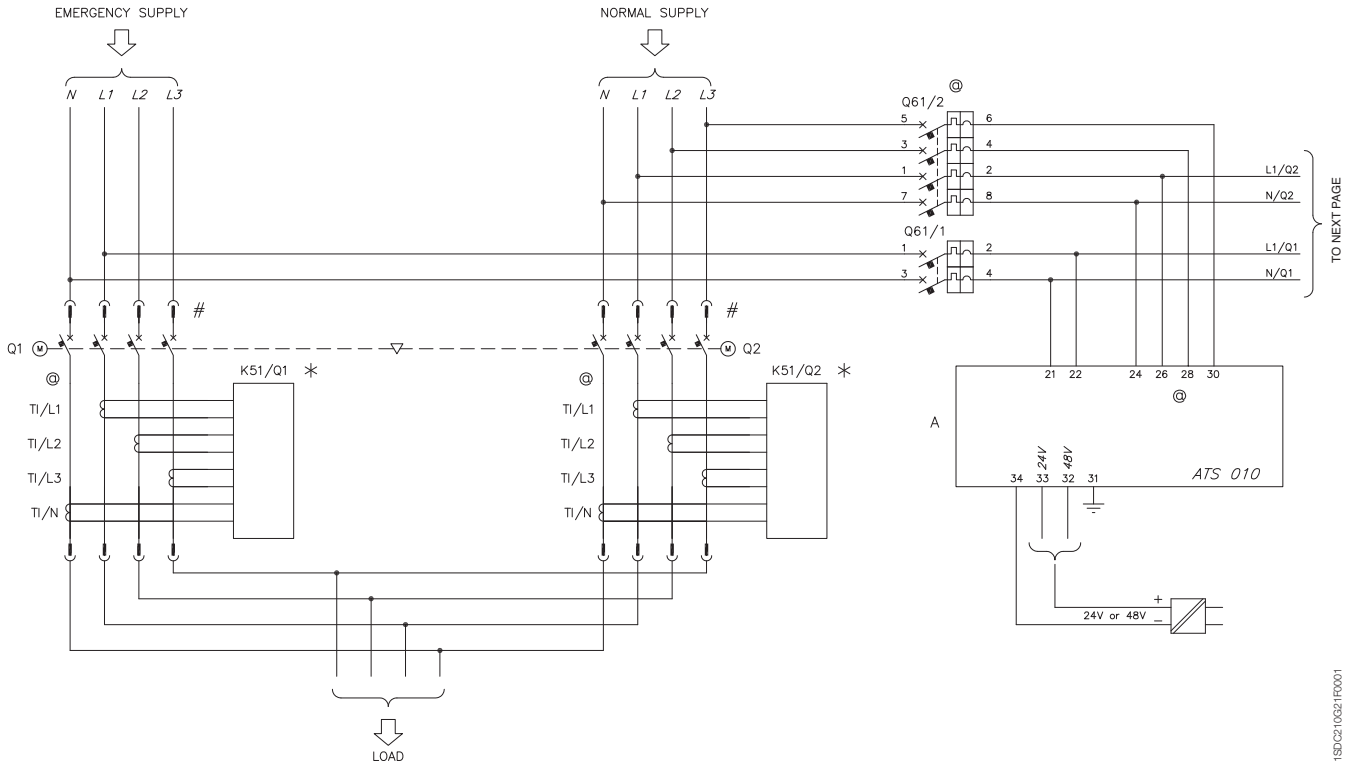 EMERGENCY SUPPLY
NORMAL SUPPLY
N L1 L2 L3
N L1 L2 L3
@
Q61/2
5 6
3 4
1 2 L1/Q2
7 8 N/Q2
Q61/1
1 2 L1/Q1
3 4 N/Q1
TO NEXT PAGE
#
#
Q1 M
M Q2
@
K51/Q1 *
@
K51/Q2 *
TI/L1
TI/L2
TI/L3
TI/N
TI/L1
TI/L2
TI/L3
TI/N
21 22 24 26 28 30
@
A
24V 48V
ATS 010
34 33 32 31
+
24V or 48V −
LOAD
1SDC210G21F0001